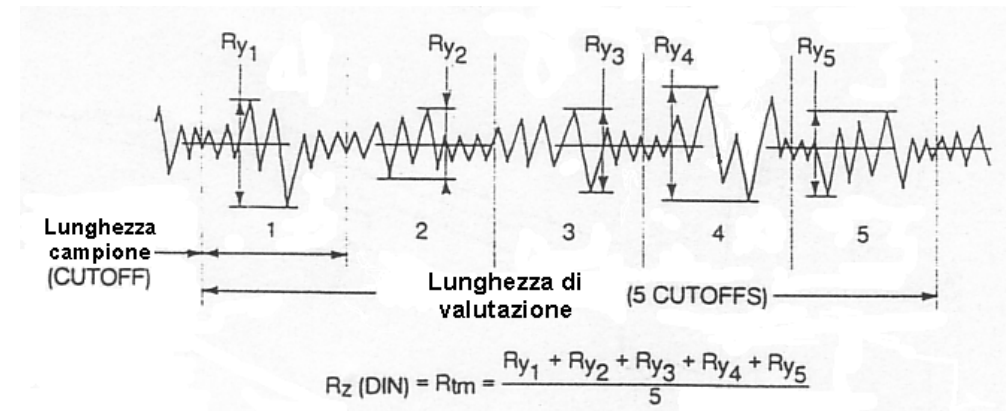 Ry1 Ry2 Ry3 Ry4 Ry5
1 2 3 4 5
Lunghezza
campione
(CUTOFF)
Lunghezza di
valutazione
(5 CUTOFFS)
Rz (DIN) = Rtm = Ry1 + Ry2 + Ry3 + Ry4 + Ry5
5